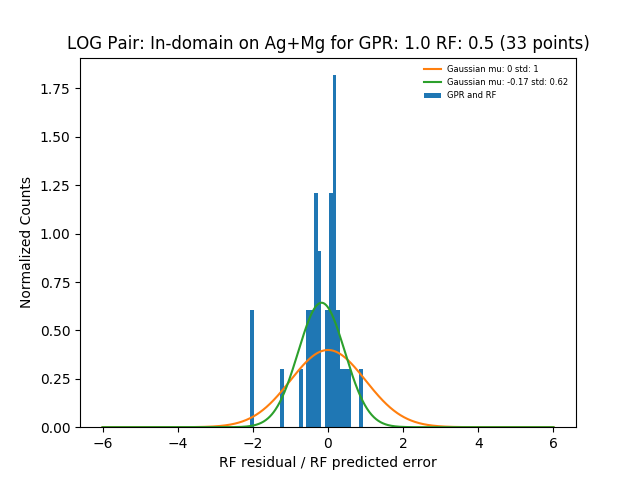 LOG Pair: In-domain on Ag+Mg for GPR: 1.0 RF: 0.5 (33 points)
Gaussian mu: 0 std: 1
Gaussian mu: -0.17 std: 0.62
GPR and RF
Normalized Counts
1.75
1.50
1.25
1.00
0.75
0.50
0.25
0.00
−6 −4 −2 0 2 4 6
RF residual / RF predicted error